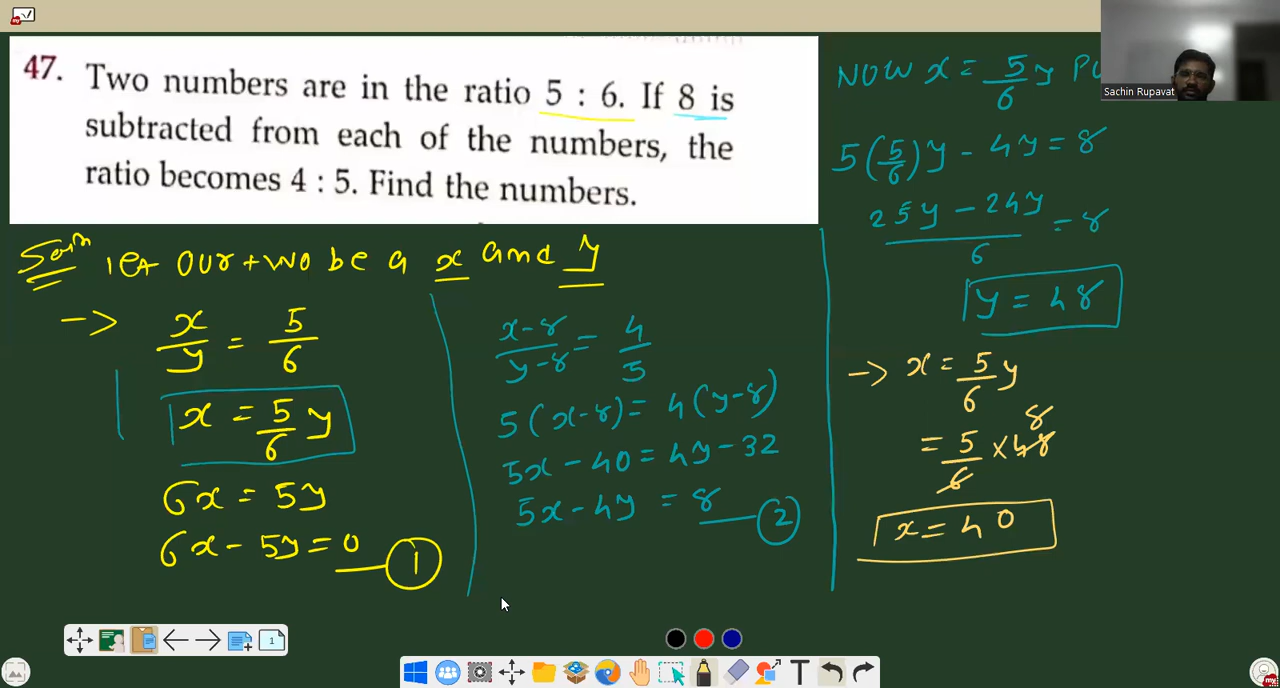 47. Two numbers are in the ratio 5 : 6. If 8 is
subtracted from each of the numbers, the
ratio becomes 4 : 5. Find the numbers.
Soln let our two be a x and y
-> x/y = 5/6
x = 5/6 y
6x = 5y
6x - 5y = 0 — 1
x-8/y-8 = 4/5
5(x-8) = 4(y-8)
5x - 40 = 4y - 32
5x - 4y = 8 — 2
NOW x = 5/6 y
5(5/6)y - 4y = 8
25y - 24y/6 = 8
y = 48
-> x = 5/6 y
= 5/6 × 48
8
x = 40
Sachin Rupavat
1
T